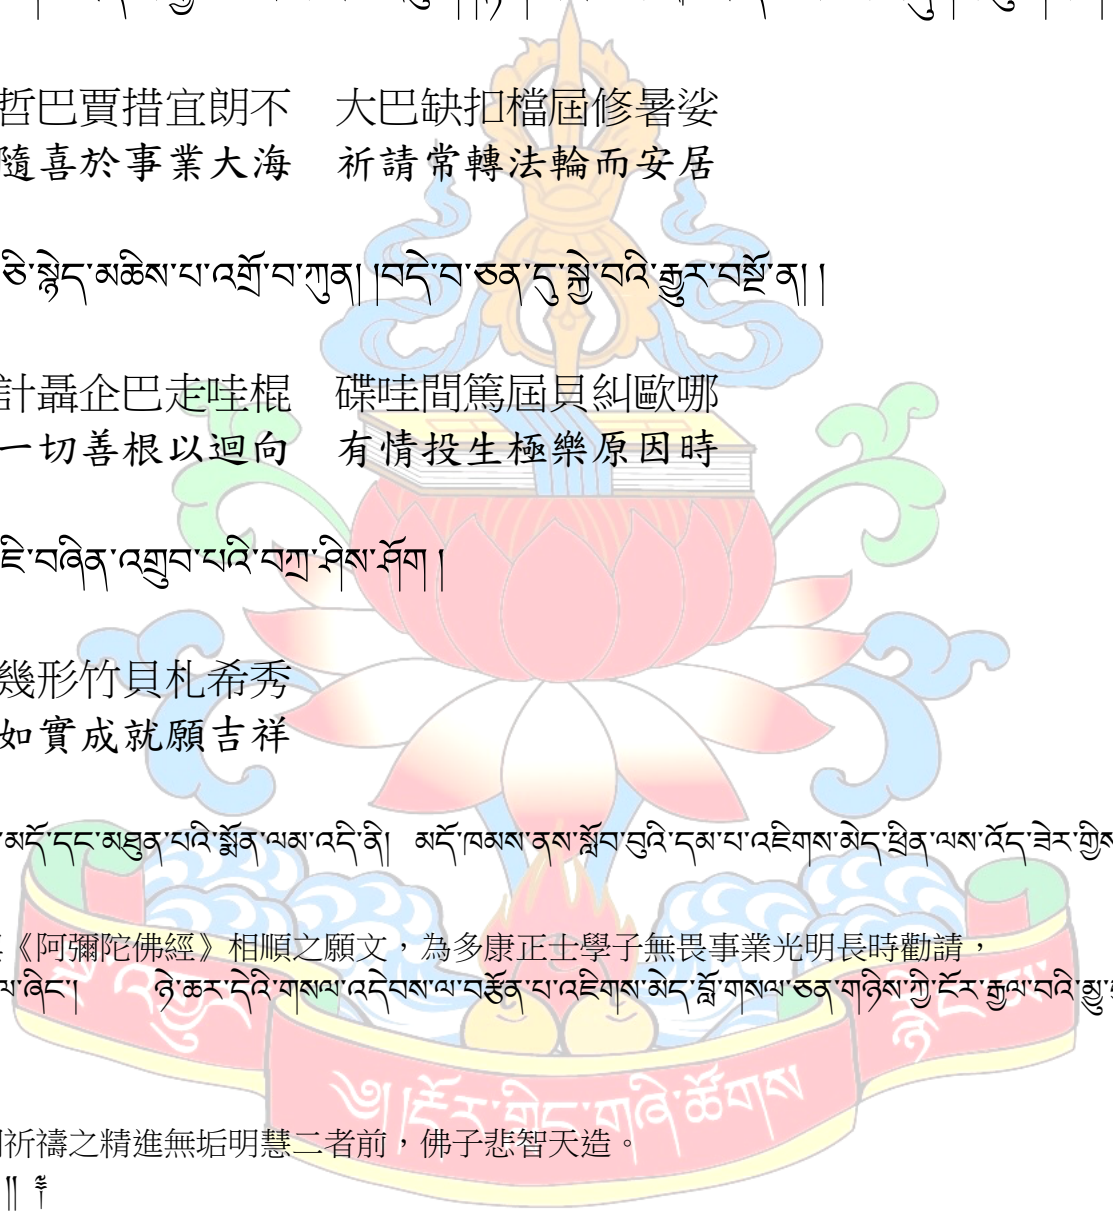 哲巴賈措宜朗不　大巴缺扣檔屆修暑娑
隨喜於事業大海　祈請常轉法輪而安居
ཅི་སྙེད་མཆིས་པ་འགྲོ་བ་ཀུན། །བདེ་བ་ཅན་དུ་སྐྱེ་བའི་རྒྱུར་བསྔོ་ན། །
計聶企巴走哇棍　碟哇間篤屆貝糾歐哪
一切善根以迴向　有情投生極樂原因時
ཇི་བཞིན་འགྲུབ་པའི་བཀྲ་ཤིས་ཤོག །
幾形竹貝札希秀
如實成就願吉祥
མདོ་དང་མཐུན་པའི་སྨོན་ལམ་འདི་ནི། མདོ་ཁམས་ནས་སློབ་བུའི་དམ་པ་འཇིགས་མེད་ཕྲིན་ལས་འོད་ཟེར་གྱིས
《阿彌陀佛經》相順之願文，為多康正士學子無畏事業光明長時勸請，
ཞིང་། ཉེ་ཆར་དེའི་གསལ་འདེབས་ལ་བརྩོན་པ་འཇིགས་མེད་བློ་གསལ་ཅན་གཉིས་ཀྱི་ངོར་རྒྱལ་བའི་མྱུ་
祈禱之精進無垢明慧二者前，佛子悲智天造。
༄༅། །རྡོར་གླིང་གཞི་ཚོགས